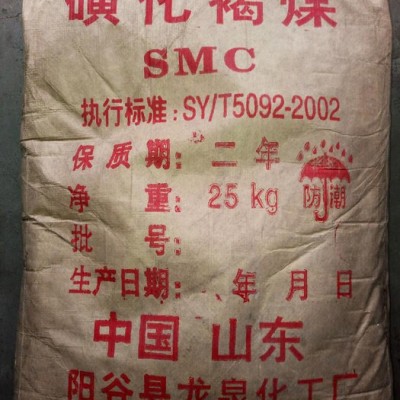 磺化褐煤
SMC
执行标准：SY/T5092-2002
保质期：二年
净重：25kg
防潮
批号：
生产日期： 年 月 日
中国 山东
阳谷县龙泉化工厂